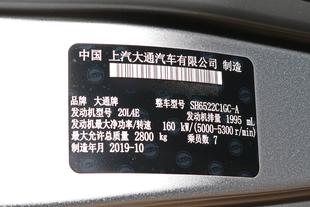 中国 上汽大通汽车有限公司 制造
品牌 大通牌 整车型号 SH6522C1GC-A
发动机型号 20L4E 发动机排量 1995 mL
发动机最大净功率/转速 160 kW/(5000-5300 r/min)
最大允许总质量 2800 kg 乘员数 7
制造年月 2019-10